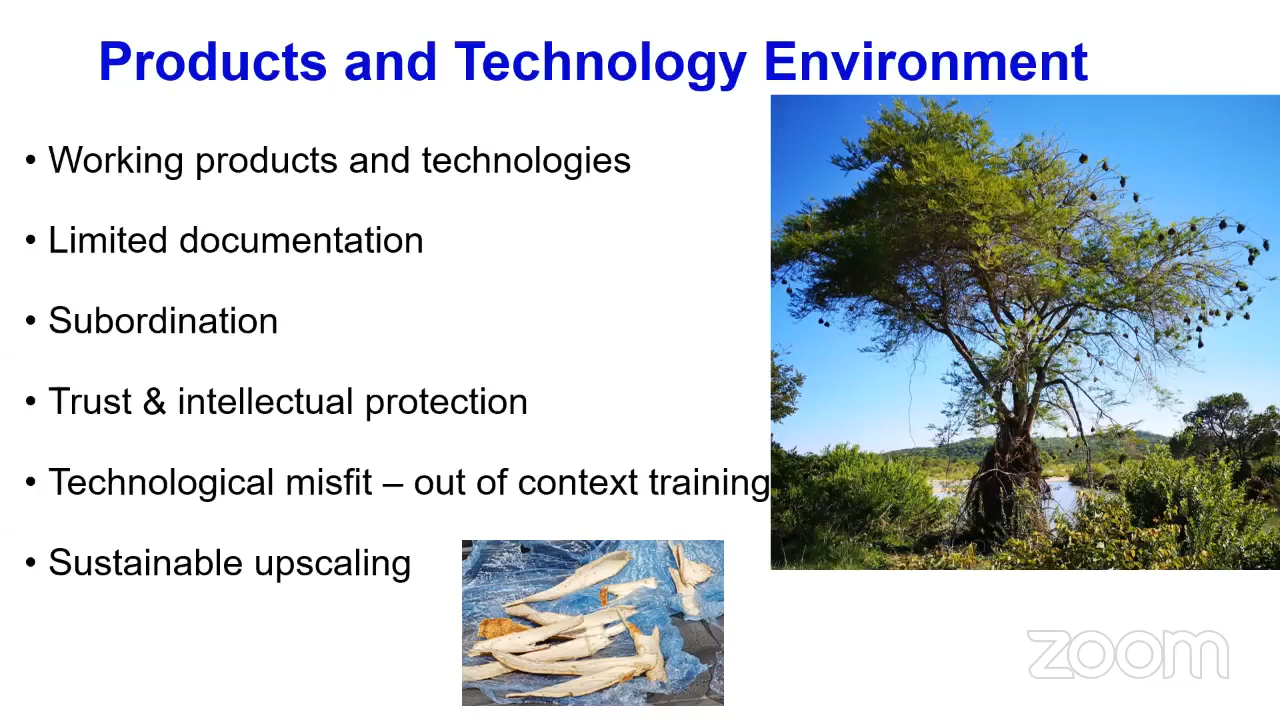 Products and Technology Environment
• Working products and technologies
• Limited documentation
• Subordination
• Trust & intellectual protection
• Technological misfit – out of context training
• Sustainable upscaling
zoom